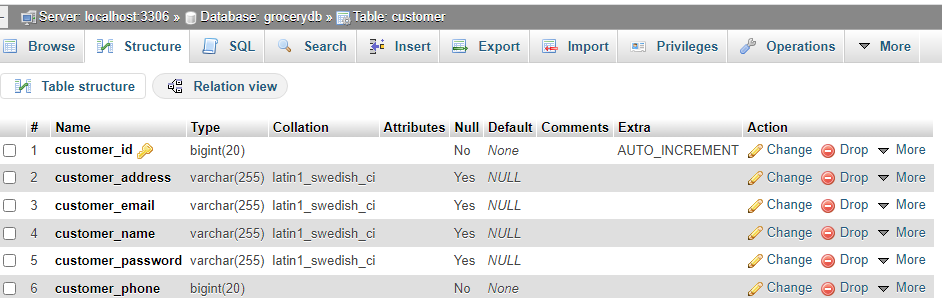 Server: localhost:3306 » Database: grocerydb » Table: customer
Browse Structure SQL Search Insert Export Import Privileges Operations More
Table structure Relation view
# Name Type Collation Attributes Null Default Comments Extra Action
1 customer_id bigint(20) No None AUTO_INCREMENT Change Drop More
2 customer_address varchar(255) latin1_swedish_ci Yes NULL Change Drop More
3 customer_email varchar(255) latin1_swedish_ci Yes NULL Change Drop More
4 customer_name varchar(255) latin1_swedish_ci Yes NULL Change Drop More
5 customer_password varchar(255) latin1_swedish_ci Yes NULL Change Drop More
6 customer_phone bigint(20) No None Change Drop More